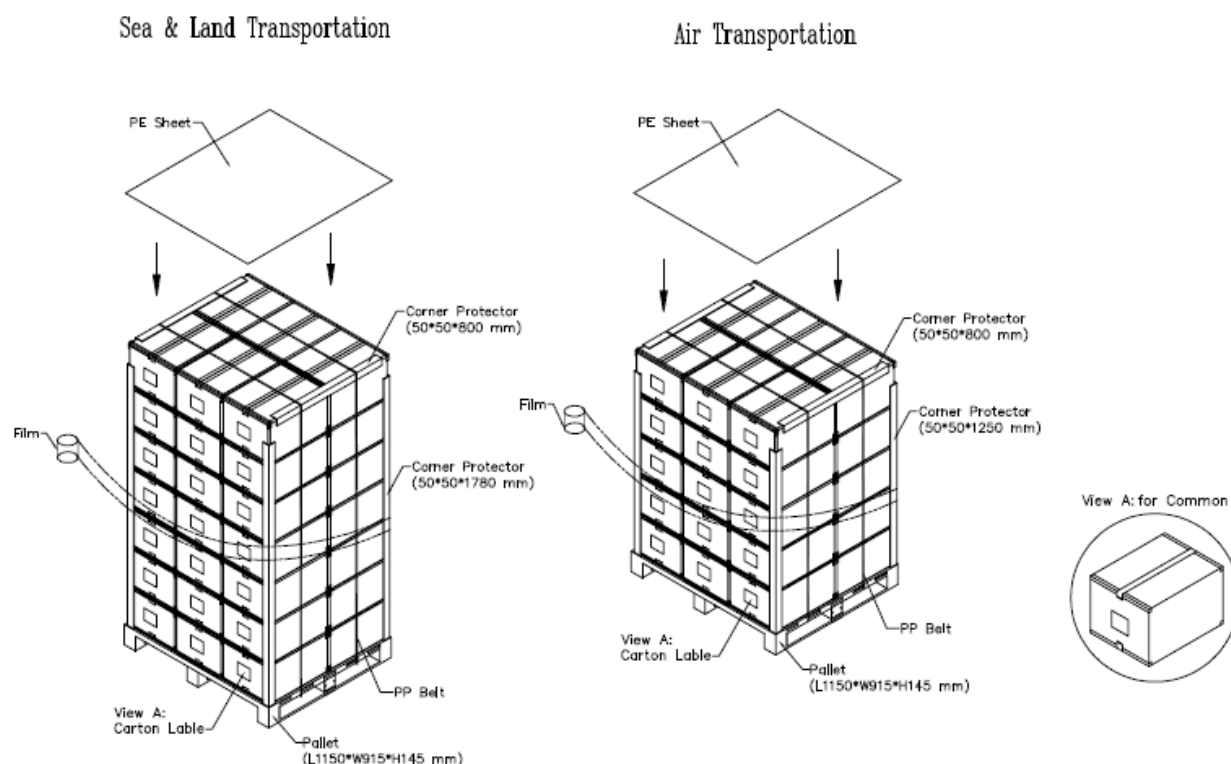 Sea & Land Transportation
PE Sheet
Corner Protector
(50*50*800 mm)
Film
Corner Protector
(50*50*1780 mm)
PP Belt
View A:
Carton Lable
Pallet
(L1150*W915*H145 mm)
Air Transportation
PE Sheet
Corner Protector
(50*50*800 mm)
Film
Corner Protector
(50*50*1250 mm)
PP Belt
View A:
Carton Lable
Pallet
(L1150*W915*H145 mm)
View A: for Common